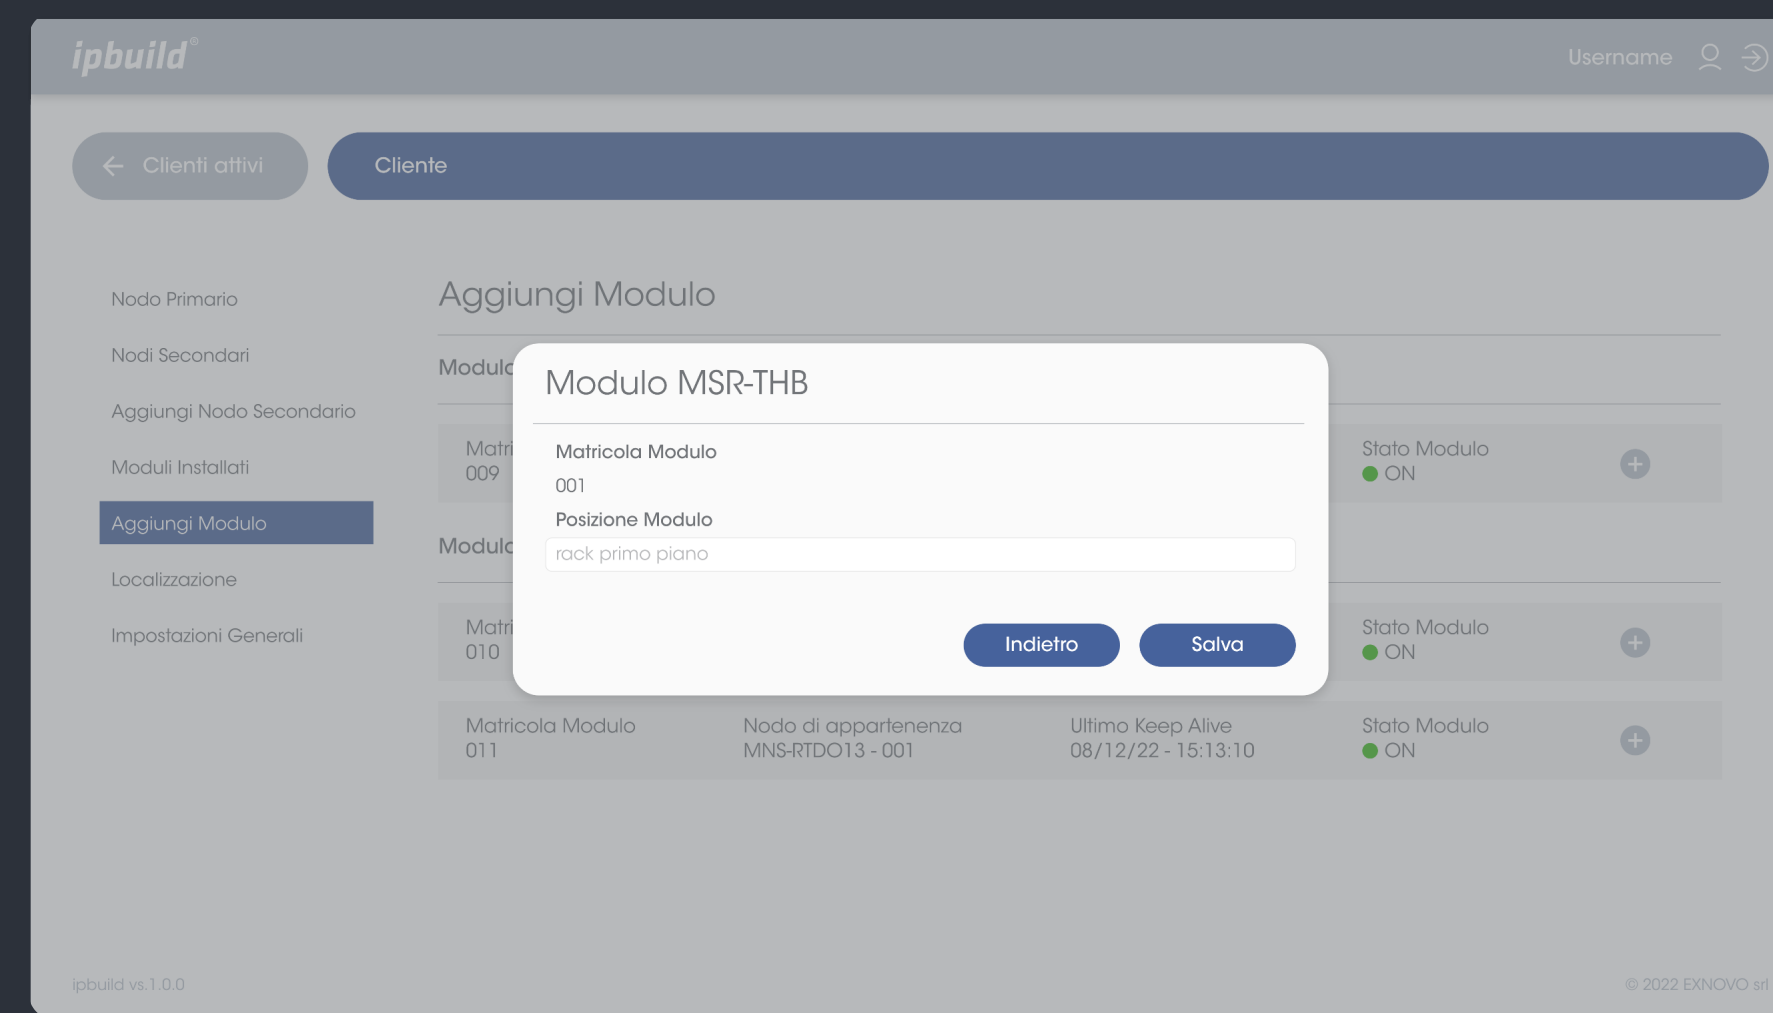 ipbuild®
Username
Clienti attivi
Cliente
Nodo Primario
Nodi Secondari
Aggiungi Nodo Secondario
Moduli Installati
Aggiungi Modulo
Localizzazione
Impostazioni Generali
Aggiungi Modulo
Modulo MSR-THB
Matricola Modulo
001
Posizione Modulo
rack primo piano
Indietro Salva
Stato Modulo
009 ON
Stato Modulo
010 ON
Matricola Modulo Nodo di appartenenza Ultimo Keep Alive Stato Modulo
011 MNS-RTDO13 - 001 08/12/22 - 15:13:10 ON
ipbuild vs.1.0.0
© 2022 EXNOVO srl